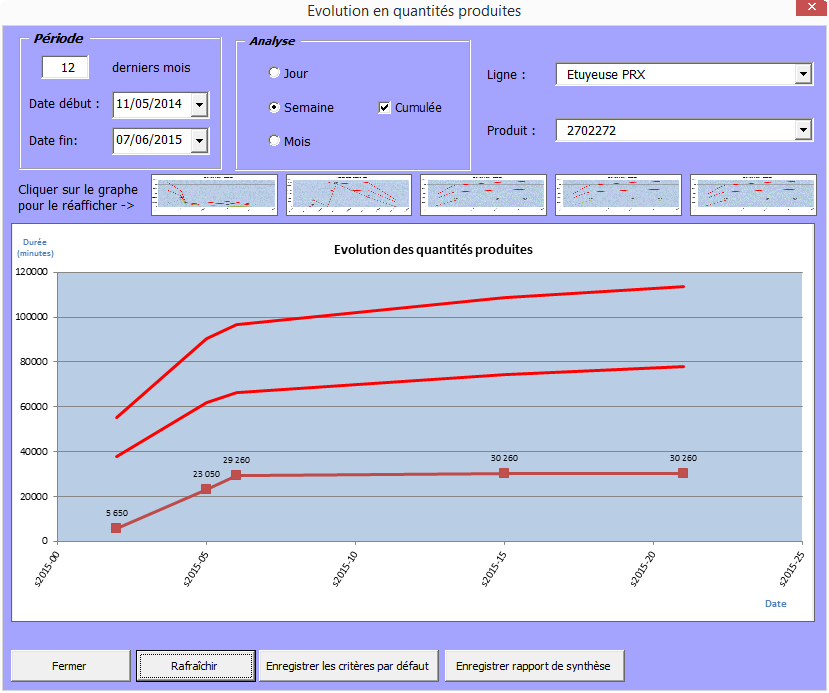 Evolution en quantités produites
Période
12 derniers mois
Date début : 11/05/2014
Date fin: 07/06/2015
Analyse
Jour
Semaine
Cumulée
Mois
Ligne : Etuyeuse PRX
Produit : 2702272
Cliquer sur le graphe
pour le réafficher ->
Durée
(minutes)
Evolution des quantités produites
120000
100000
80000
60000
40000
20000
0
5 650
23 050
29 260
30 260
30 260
s2015-00
s2015-05
s2015-10
s2015-15
s2015-20
s2015-25
Date
Fermer
Rafraîchir
Enregistrer les critères par défaut
Enregistrer rapport de synthèse